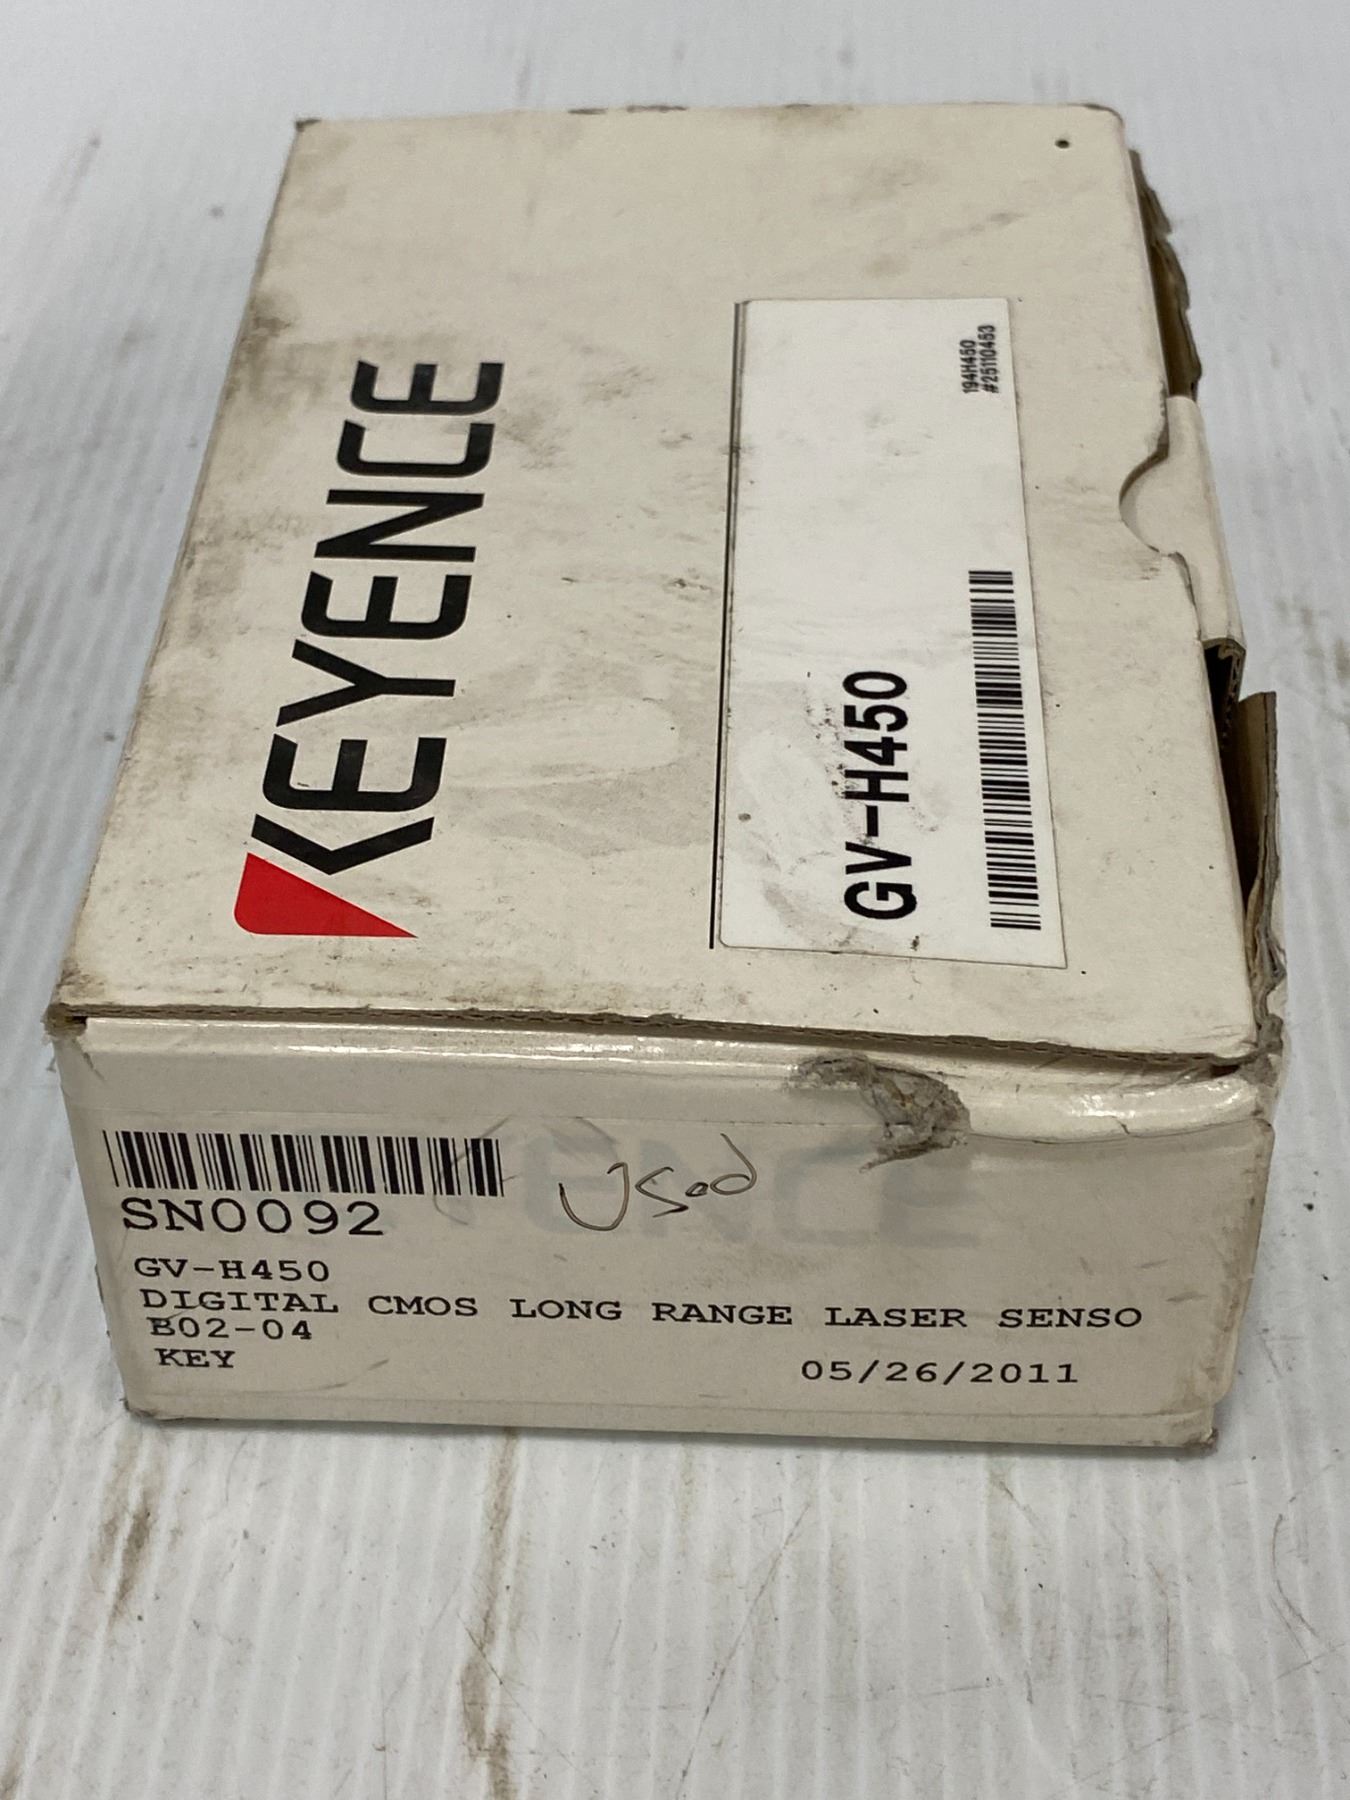 KEYENCE
GV-H450
194H450
#25110453
SN0092
Used
GV-H450
DIGITAL CMOS LONG RANGE LASER SENSO
B02-04
KEY
05/26/2011